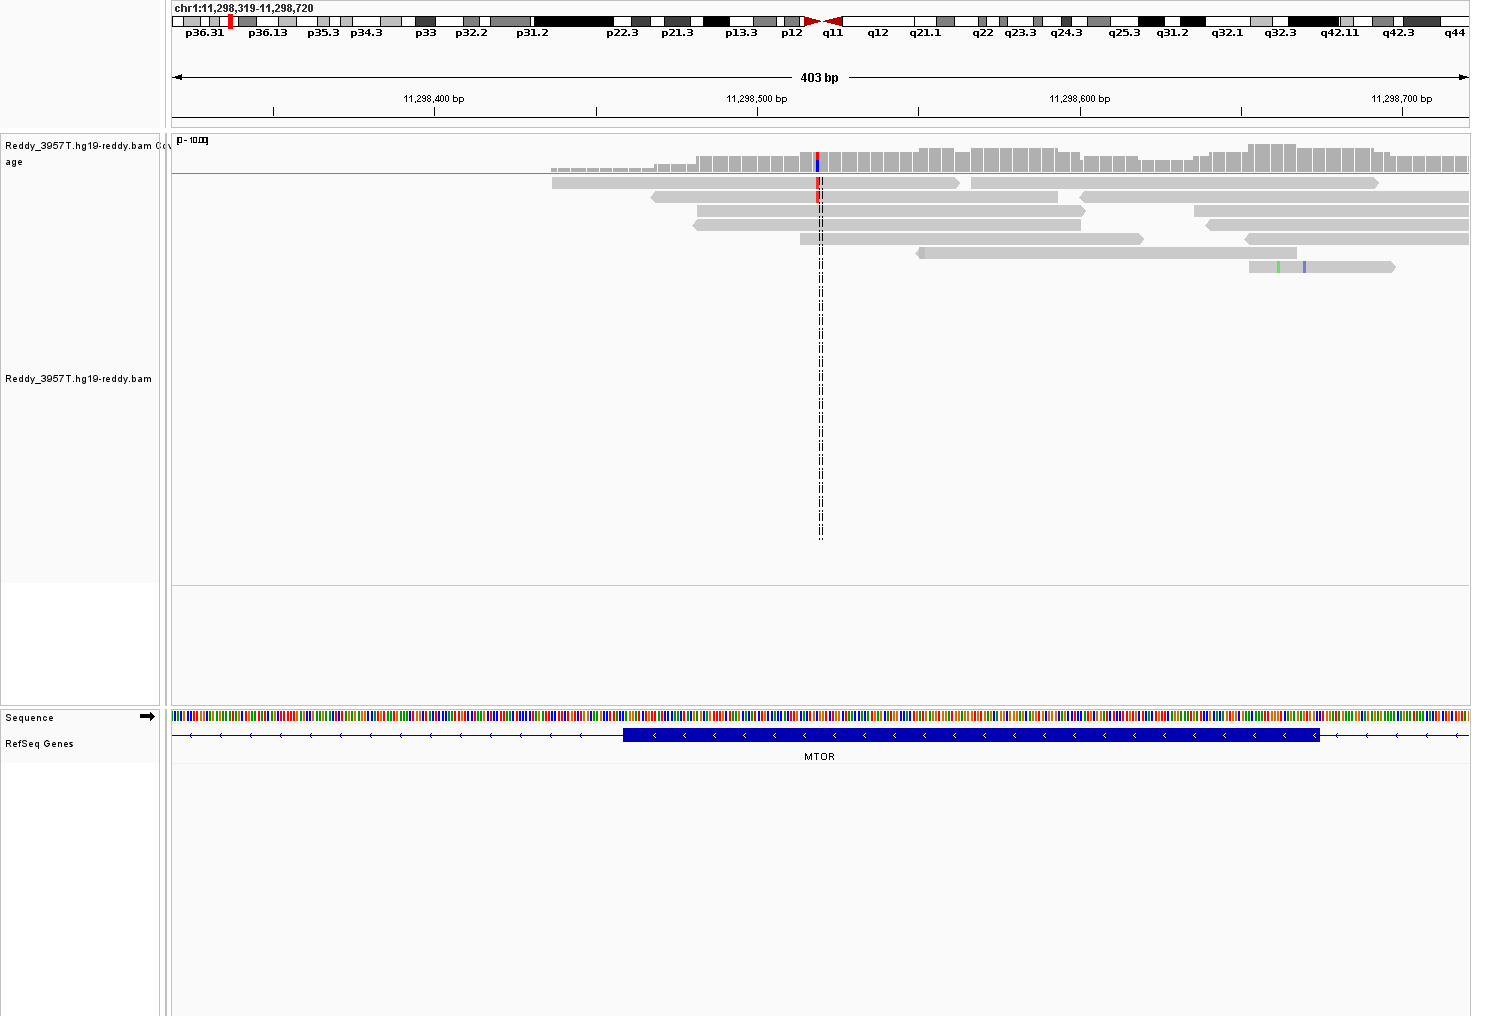 chr1:11,298,319-11,298,720
p36.31 p36.13 p35.3 p34.3 p33 p32.2 p31.2 p22.3 p21.3 p13.3 p12 q11 q12 q21.1 q22 q23.3 q24.3 q25.3 q31.2 q32.1 q32.3 q42.11 q42.3 q44
403 bp
11,298,400 bp 11,298,500 bp 11,298,600 bp 11,298,700 bp
[0 - 10.00]
Reddy_3957T.hg19-reddy.bam Cov
age
Reddy_3957T.hg19-reddy.bam
Sequence
RefSeq Genes
MTOR